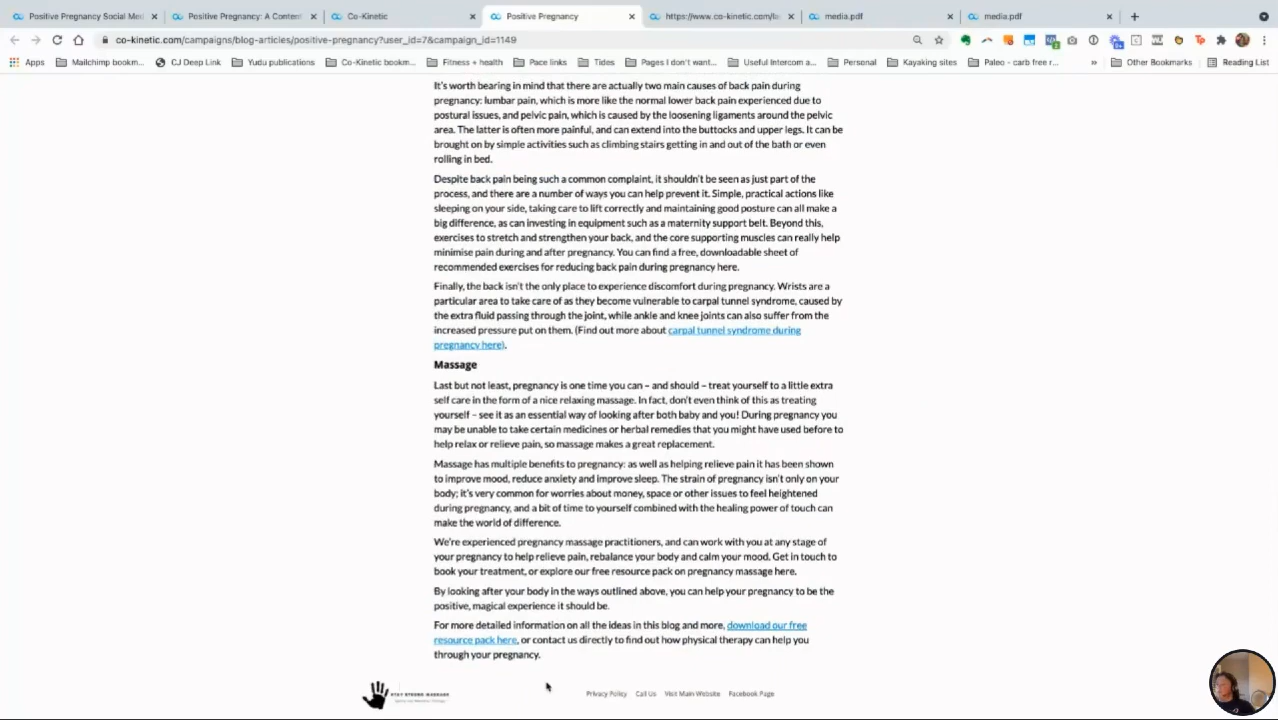 Positive Pregnancy Social Med
Positive Pregnancy: A Content
Co-Kinetic
Positive Pregnancy
https://www.co-kinetic.com/la
media.pdf
media.pdf
co-kinetic.com/campaigns/blog-articles/positive-pregnancy?user_id=7&campaign_id=1149
Apps
Mailchimp bookm...
CJ Deep Link
Yudu publications
Co-Kinetic bookm...
Fitness + health
Pace links
Tides
Pages I don't want...
Useful Intercom a...
Personal
Kayaking sites
Paleo - carb free r...
»
Other Bookmarks
Reading List
It's worth bearing in mind that there are actually two main causes of back pain during
pregnancy: lumbar pain, which is more like the normal lower back pain experienced due to
postural issues, and pelvic pain, which is caused by the loosening ligaments around the pelvic
area. The latter is often more painful, and can extend into the buttocks and upper legs. It can be
brought on by simple activities such as climbing stairs getting in and out of the bath or even
rolling in bed.
Despite back pain being such a common complaint, it shouldn't be seen as just part of the
process, and there are a number of ways you can help prevent it. Simple, practical actions like
sleeping on your side, taking care to lift correctly and maintaining good posture can all make a
big difference, as can investing in equipment such as a maternity support belt. Beyond this,
exercises to stretch and strengthen your back, and the core supporting muscles can really help
minimise pain during and after pregnancy. You can find a free, downloadable sheet of
recommended exercises for reducing back pain during pregnancy here.
Finally, the back isn't the only place to experience discomfort during pregnancy. Wrists are a
particular area to take care of as they become vulnerable to carpal tunnel syndrome, caused by
the extra fluid passing through the joint, while ankle and knee joints can also suffer from the
increased pressure put on them. (Find out more about carpal tunnel syndrome during
pregnancy here).
Massage
Last but not least, pregnancy is one time you can – and should – treat yourself to a little extra
self care in the form of a nice relaxing massage. In fact, don't even think of this as treating
yourself – see it as an essential way of looking after both baby and you! During pregnancy you
may be unable to take certain medicines or herbal remedies that you might have used before to
help relax or relieve pain, so massage makes a great replacement.
Massage has multiple benefits to pregnancy: as well as helping relieve pain it has been shown
to improve mood, reduce anxiety and improve sleep. The strain of pregnancy isn't only on your
body; it's very common for worries about money, space or other issues to feel heightened
during pregnancy, and a bit of time to yourself combined with the healing power of touch can
make the world of difference.
We're experienced pregnancy massage practitioners, and can work with you at any stage of
your pregnancy to help relieve pain, rebalance your body and calm your mood. Get in touch to
book your treatment, or explore our free resource pack on pregnancy massage here.
By looking after your body in the ways outlined above, you can help your pregnancy to be the
positive, magical experience it should be.
For more detailed information on all the ideas in this blog and more, download our free
resource pack here, or contact us directly to find out how physical therapy can help you
through your pregnancy.
STRONG MASSAGE
Privacy Policy
Call Us
Visit Main Website
Facebook Page